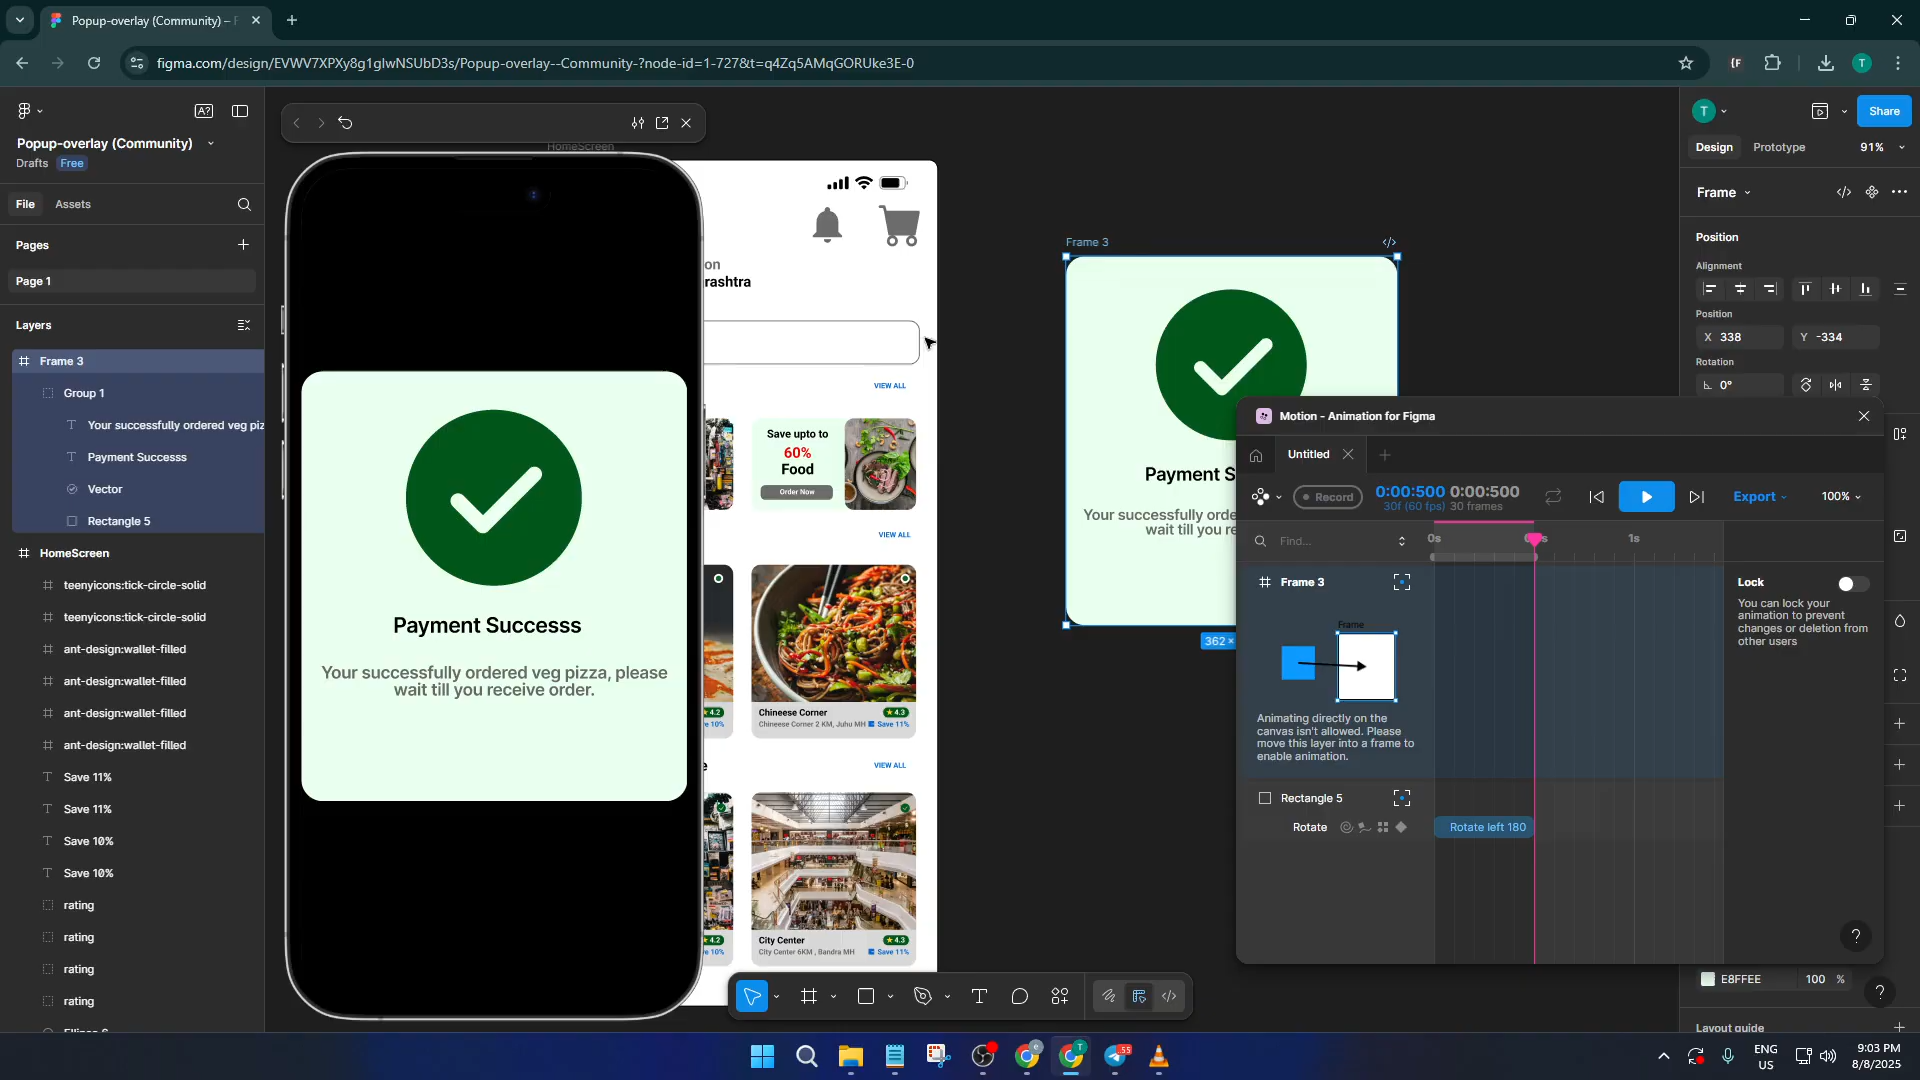 Popup-overlay (Community) – F
figma.com/design/EVWV7XPXy8g1glwNSUbD3s/Popup-overlay--Community-?node-id=1-727&t=q4Zq5AMqGORUke3E-0
Popup-overlay (Community)
Drafts Free
File Assets
Pages
Page 1
Layers
Frame 3
Group 1
Your successfully ordered veg piz
Payment Successs
Vector
Rectangle 5
HomeScreen
teenyicons:tick-circle-solid
teenyicons:tick-circle-solid
ant-design:wallet-filled
ant-design:wallet-filled
ant-design:wallet-filled
ant-design:wallet-filled
Save 11%
Save 11%
Save 10%
Save 10%
rating
rating
rating
rating
HomeScreen
Payment Successs
Your successfully ordered veg pizza, please
wait till you receive order.
on
rashtra
VIEW ALL
Save upto to
60%
Food
Order Now
VIEW ALL
4.2
e 10%
Chineese Corner 4.3
Chineese Corner 2 KM, Juhu MH Save 11%
e VIEW ALL
4.2
e 10%
City Center 4.3
City Center 6KM , Bandra MH Save 11%
Frame 3
Payment S
Your successfully orde
wait till you re
362 ×
Motion - Animation for Figma
Untitled
Record 0:00:500 0:00:500 Export 100%
30f (60 fps) 30 frames
Find... 0s 1s
Frame 3
Frame
Animating directly on the
canvas isn't allowed. Please
move this layer into a frame to
enable animation.
Rectangle 5
Rotate Rotate left 180
Lock
You can lock your
animation to prevent
changes or deletion from
other users
?
T Share
Design Prototype 91%
Frame
Position
Alignment
Position
X 338 Y -334
Rotation
0°
E8FFEE 100 %
?
Layout guide
55
ENG
US
9:03 PM
8/8/2025